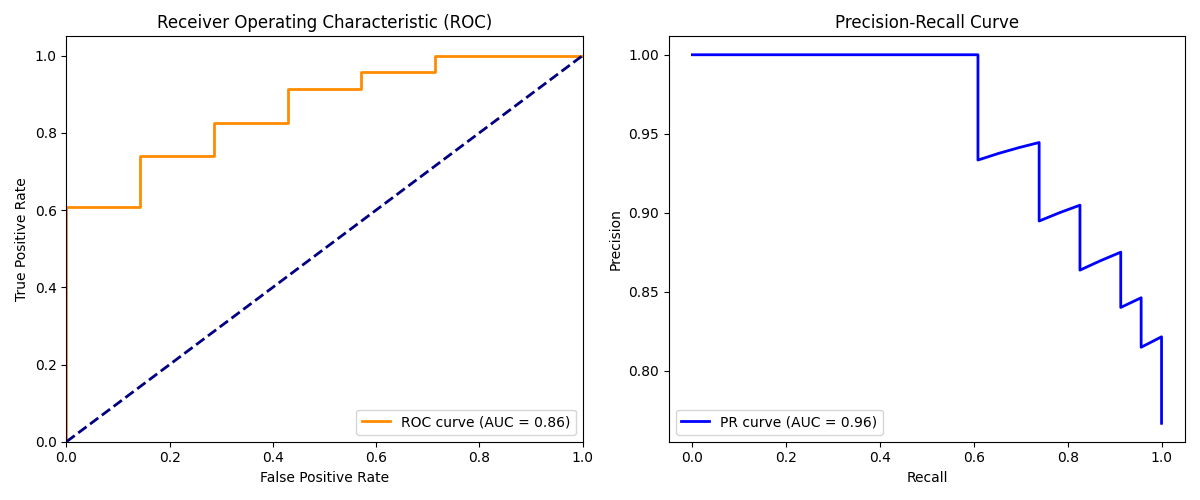 Receiver Operating Characteristic (ROC)
1.0
0.8
0.6
0.4
0.2
0.0
True Positive Rate
0.0 0.2 0.4 0.6 0.8 1.0
False Positive Rate
ROC curve (AUC = 0.86)
Precision-Recall Curve
1.00
0.95
0.90
0.85
0.80
Precision
0.0 0.2 0.4 0.6 0.8 1.0
Recall
PR curve (AUC = 0.96)